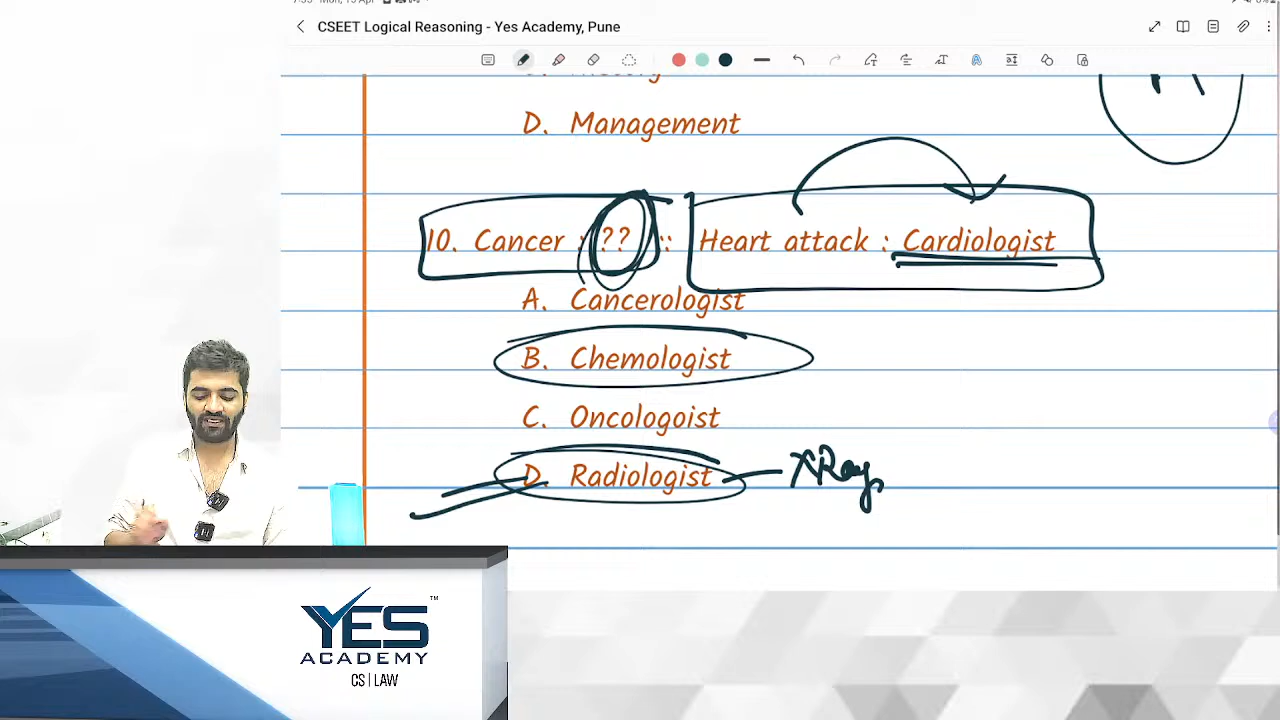 CSEET Logical Reasoning - Yes Academy, Pune
D. Management
10. Cancer : ?? :: Heart attack : Cardiologist
A. Cancerologist
B. Chemologist
C. Oncologoist
D. Radiologist
XRay
YES
ACADEMY
CS | LAW
TM